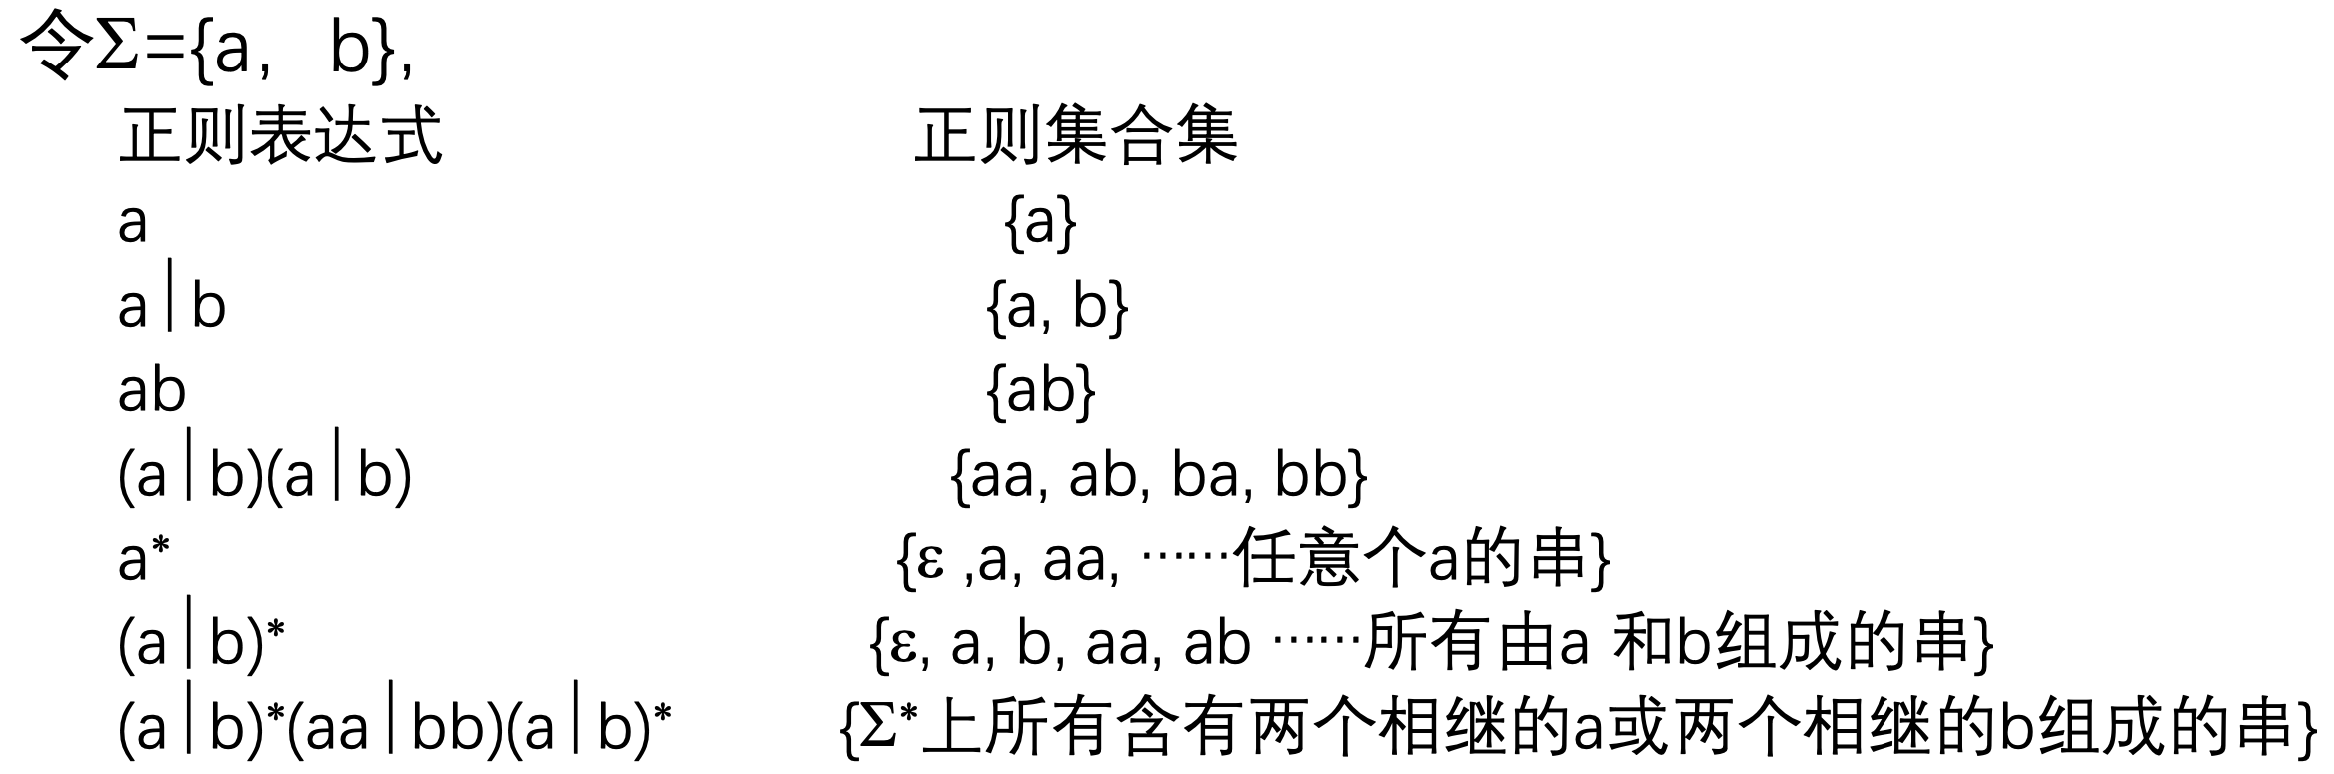 令Σ={a, b},
正则表达式 正则集合集
a {a}
a|b {a, b}
ab {ab}
(a|b)(a|b) {aa, ab, ba, bb}
a* {ε ,a, aa, ……任意个a的串}
(a|b)* {ε, a, b, aa, ab ……所有由a 和b组成的串}
(a|b)*(aa|bb)(a|b)* {Σ*上所有含有两个相继的a或两个相继的b组成的串}